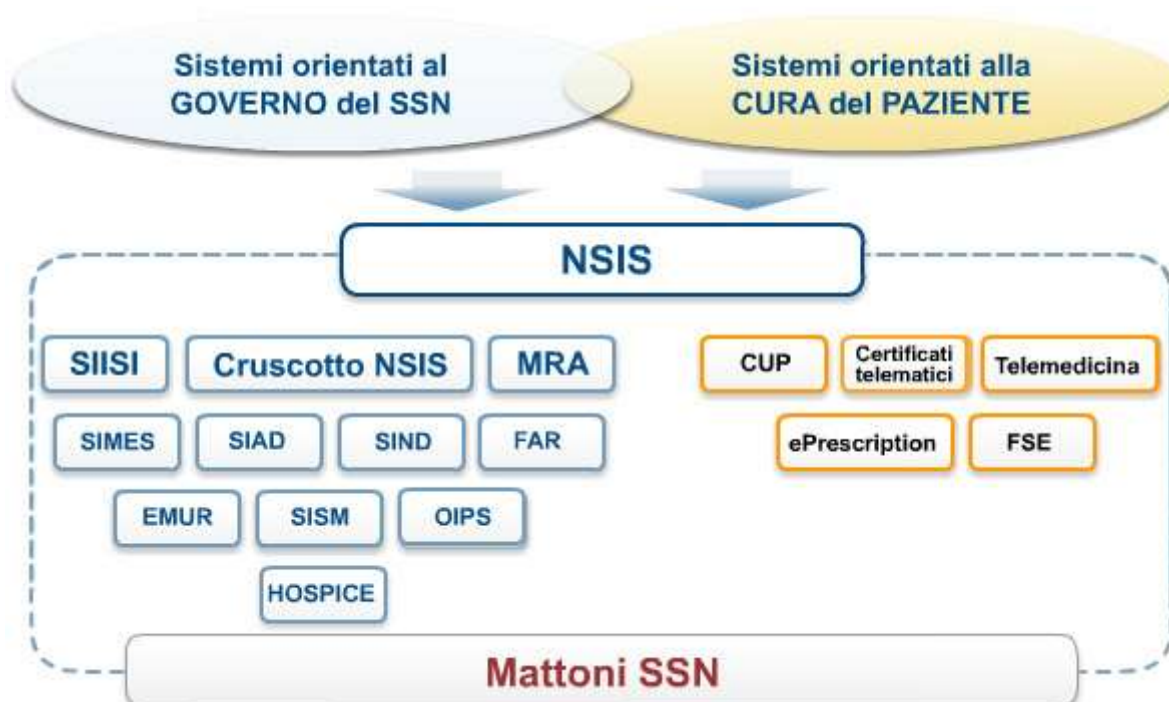 Sistemi orientati al
GOVERNO del SSN
Sistemi orientati alla
CURA del PAZIENTE
NSIS
SIISI
Cruscotto NSIS
MRA
CUP
Certificati
telematici
Telemedicina
SIMES
SIAD
SIND
FAR
ePrescription
FSE
EMUR
SISM
OIPS
HOSPICE
Mattoni SSN